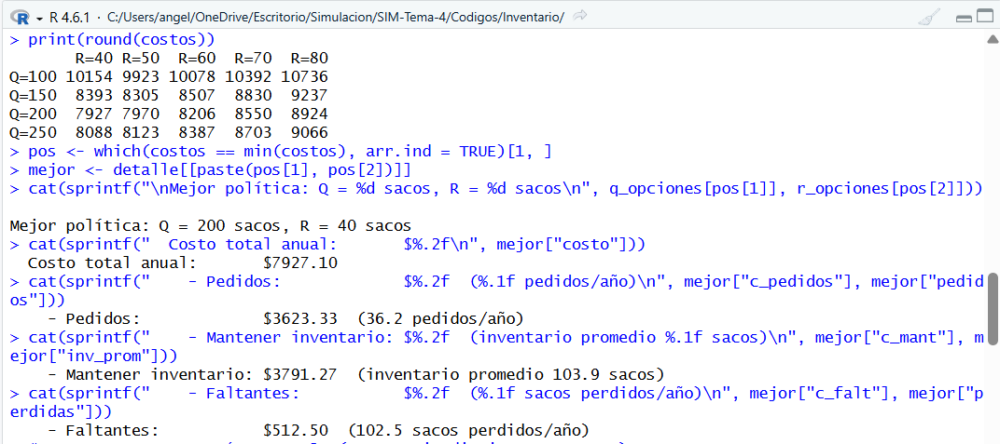 R 4.6.1 · C:/Users/angel/OneDrive/Escritorio/Simulacion/SIM-Tema-4/Codigos/Inventario/
> print(round(costos))
R=40 R=50 R=60 R=70 R=80
Q=100 10154 9923 10078 10392 10736
Q=150 8393 8305 8507 8830 9237
Q=200 7927 7970 8206 8550 8924
Q=250 8088 8123 8387 8703 9066
> pos <- which(costos == min(costos), arr.ind = TRUE)[1, ]
> mejor <- detalle[[paste(pos[1], pos[2])]]
> cat(sprintf("\nMejor política: Q = %d sacos, R = %d sacos\n", q_opciones[pos[1]], r_opciones[pos[2]]))
Mejor política: Q = 200 sacos, R = 40 sacos
> cat(sprintf("  Costo total anual:       $%.2f\n", mejor["costo"]))
Costo total anual:       $7927.10
> cat(sprintf("    - Pedidos:             $%.2f  (%.1f pedidos/año)\n", mejor["c_pedidos"], mejor["pedid
os"]))
- Pedidos:             $3623.33  (36.2 pedidos/año)
> cat(sprintf("    - Mantener inventario: $%.2f  (inventario promedio %.1f sacos)\n", mejor["c_mant"], m
ejor["inv_prom"]))
- Mantener inventario: $3791.27  (inventario promedio 103.9 sacos)
> cat(sprintf("    - Faltantes:           $%.2f  (%.1f sacos perdidos/año)\n", mejor["c_falt"], mejor["p
erdidas"]))
- Faltantes:           $512.50  (102.5 sacos perdidos/año)